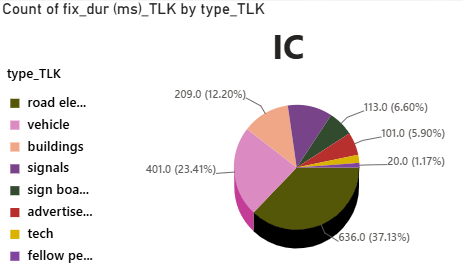 Count of fix_dur (ms)_TLK by type_TLK
IC
type_TLK
road ele...
vehicle
buildings
signals
sign boa...
advertise...
tech
fellow pe...
209.0 (12.20%)
113.0 (6.60%)
101.0 (5.90%)
20.0 (1.17%)
401.0 (23.41%)
636.0 (37.13%)